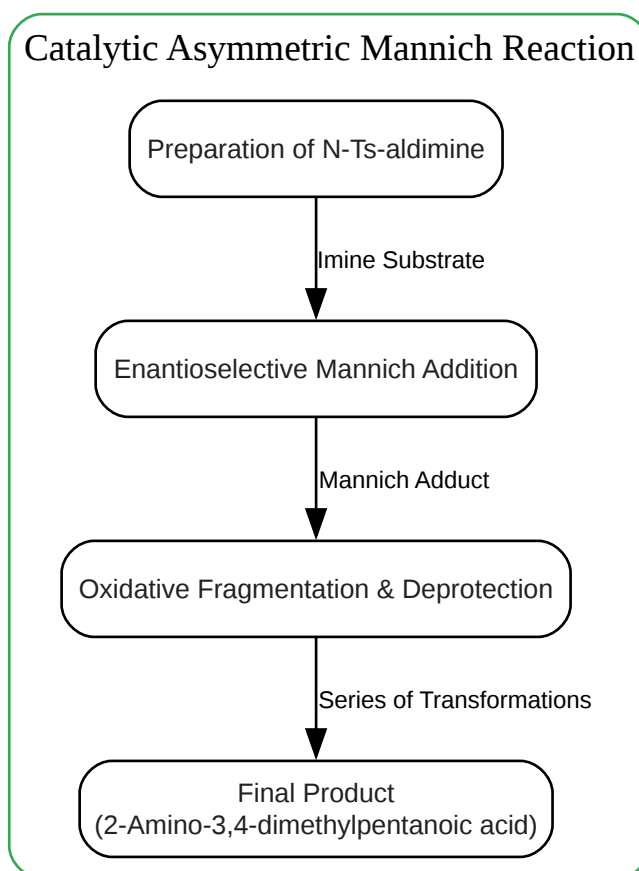 Catalytic Asymmetric Mannich Reaction
Preparation of N-Ts-aldimine
Imine Substrate
Enantioselective Mannich Addition
Mannich Adduct
Oxidative Fragmentation & Deprotection
Series of Transformations
Final Product
(2-Amino-3,4-dimethylpentanoic acid)